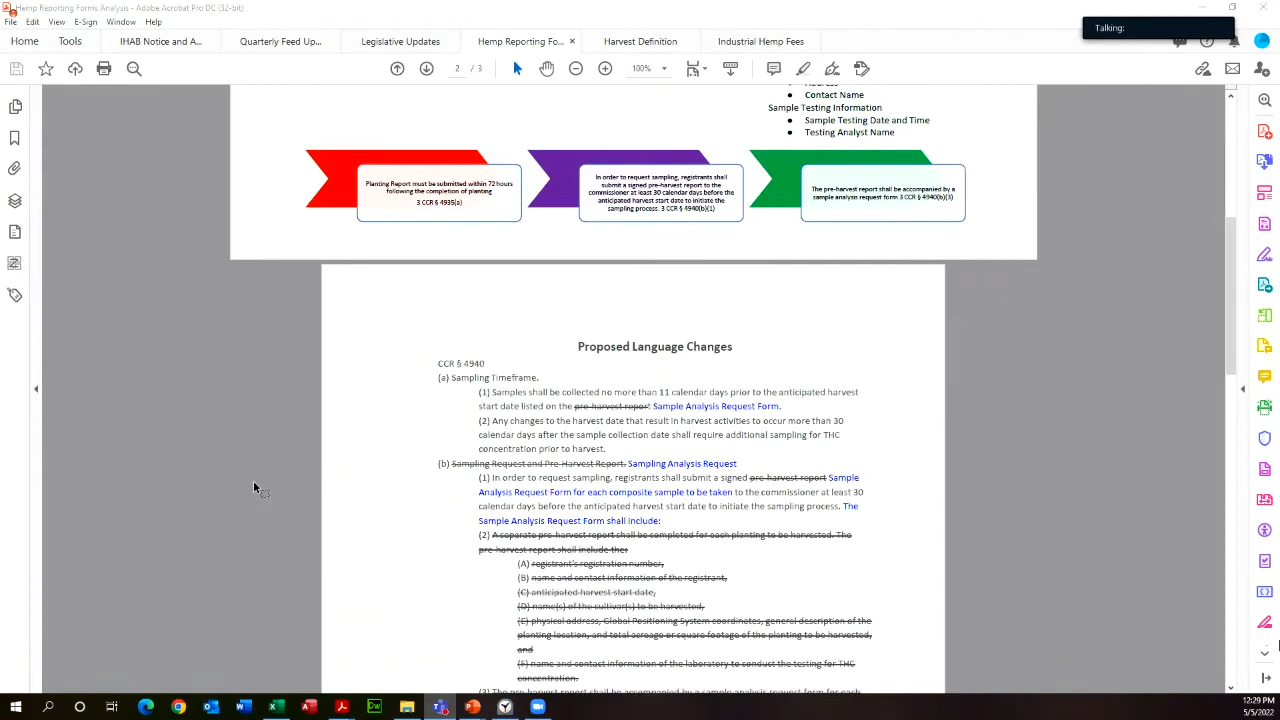 Hemp Reporting Forms Analysis - Adobe Acrobat Pro DC (32-bit)
File Edit View E-Sign Window Help
Talking:
Home Tools IHAB Notice and A... Quarterly Feed Up... Legislative Updates Hemp Reporting Fo... × Harvest Definition Industrial Hemp Fees
2 / 3 100%
● Contact Name
Sample Testing Information
● Sample Testing Date and Time
● Testing Analyst Name
Planting Report must be submitted within 72 hours
following the completion of planting
3 CCR § 4935(a)
In order to request sampling, registrants shall
submit a signed pre-harvest report to the
commissioner at least 30 calendar days before the
anticipated harvest start date to initiate the
sampling process. 3 CCR § 4940(b)(1)
The pre-harvest report shall be accompanied by a
sample analysis request form 3 CCR § 4940(b)(3)
Proposed Language Changes
CCR § 4940
(a) Sampling Timeframe.
(1) Samples shall be collected no more than 11 calendar days prior to the anticipated harvest
start date listed on the pre-harvest report Sample Analysis Request Form.
(2) Any changes to the harvest date that result in harvest activities to occur more than 30
calendar days after the sample collection date shall require additional sampling for THC
concentration prior to harvest.
(b) Sampling Request and Pre-Harvest Report. Sampling Analysis Request
(1) In order to request sampling, registrants shall submit a signed pre-harvest report Sample
Analysis Request Form for each composite sample to be taken to the commissioner at least 30
calendar days before the anticipated harvest start date to initiate the sampling process. The
Sample Analysis Request Form shall include:
(2) A separate pre-harvest report shall be completed for each planting to be harvested. The
pre-harvest report shall include the:
(A) registrant's registration number,
(B) name and contact information of the registrant,
(C) anticipated harvest start date,
(D) name(s) of the cultivar(s) to be harvested,
(E) physical address, Global Positioning System coordinates, general description of the
planting location, and total acreage or square footage of the planting to be harvested,
and
(F) name and contact information of the laboratory to conduct the testing for THC
concentration.
(3) The pre-harvest report shall be accompanied by a sample analysis request form for each
12:29 PM
5/5/2022